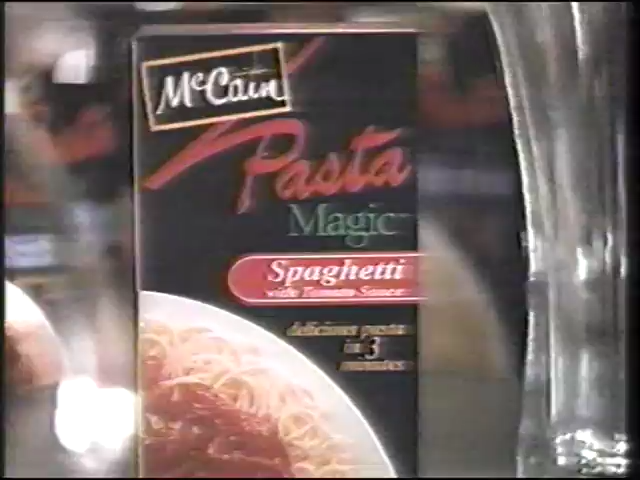 McCain
Pasta
Magic
Spaghetti
with Tomato Sauce
delicious pasta
in 3
minutes